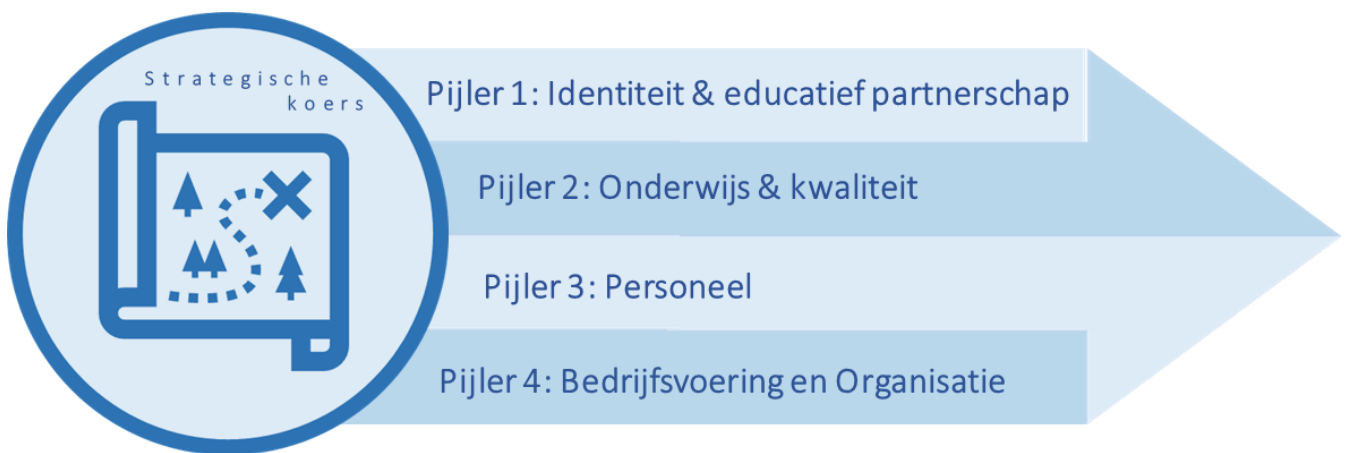 Strategische
koers
Pijler 1: Identiteit & educatief partnerschap
Pijler 2: Onderwijs & kwaliteit
Pijler 3: Personeel
Pijler 4: Bedrijfsvoering en Organisatie